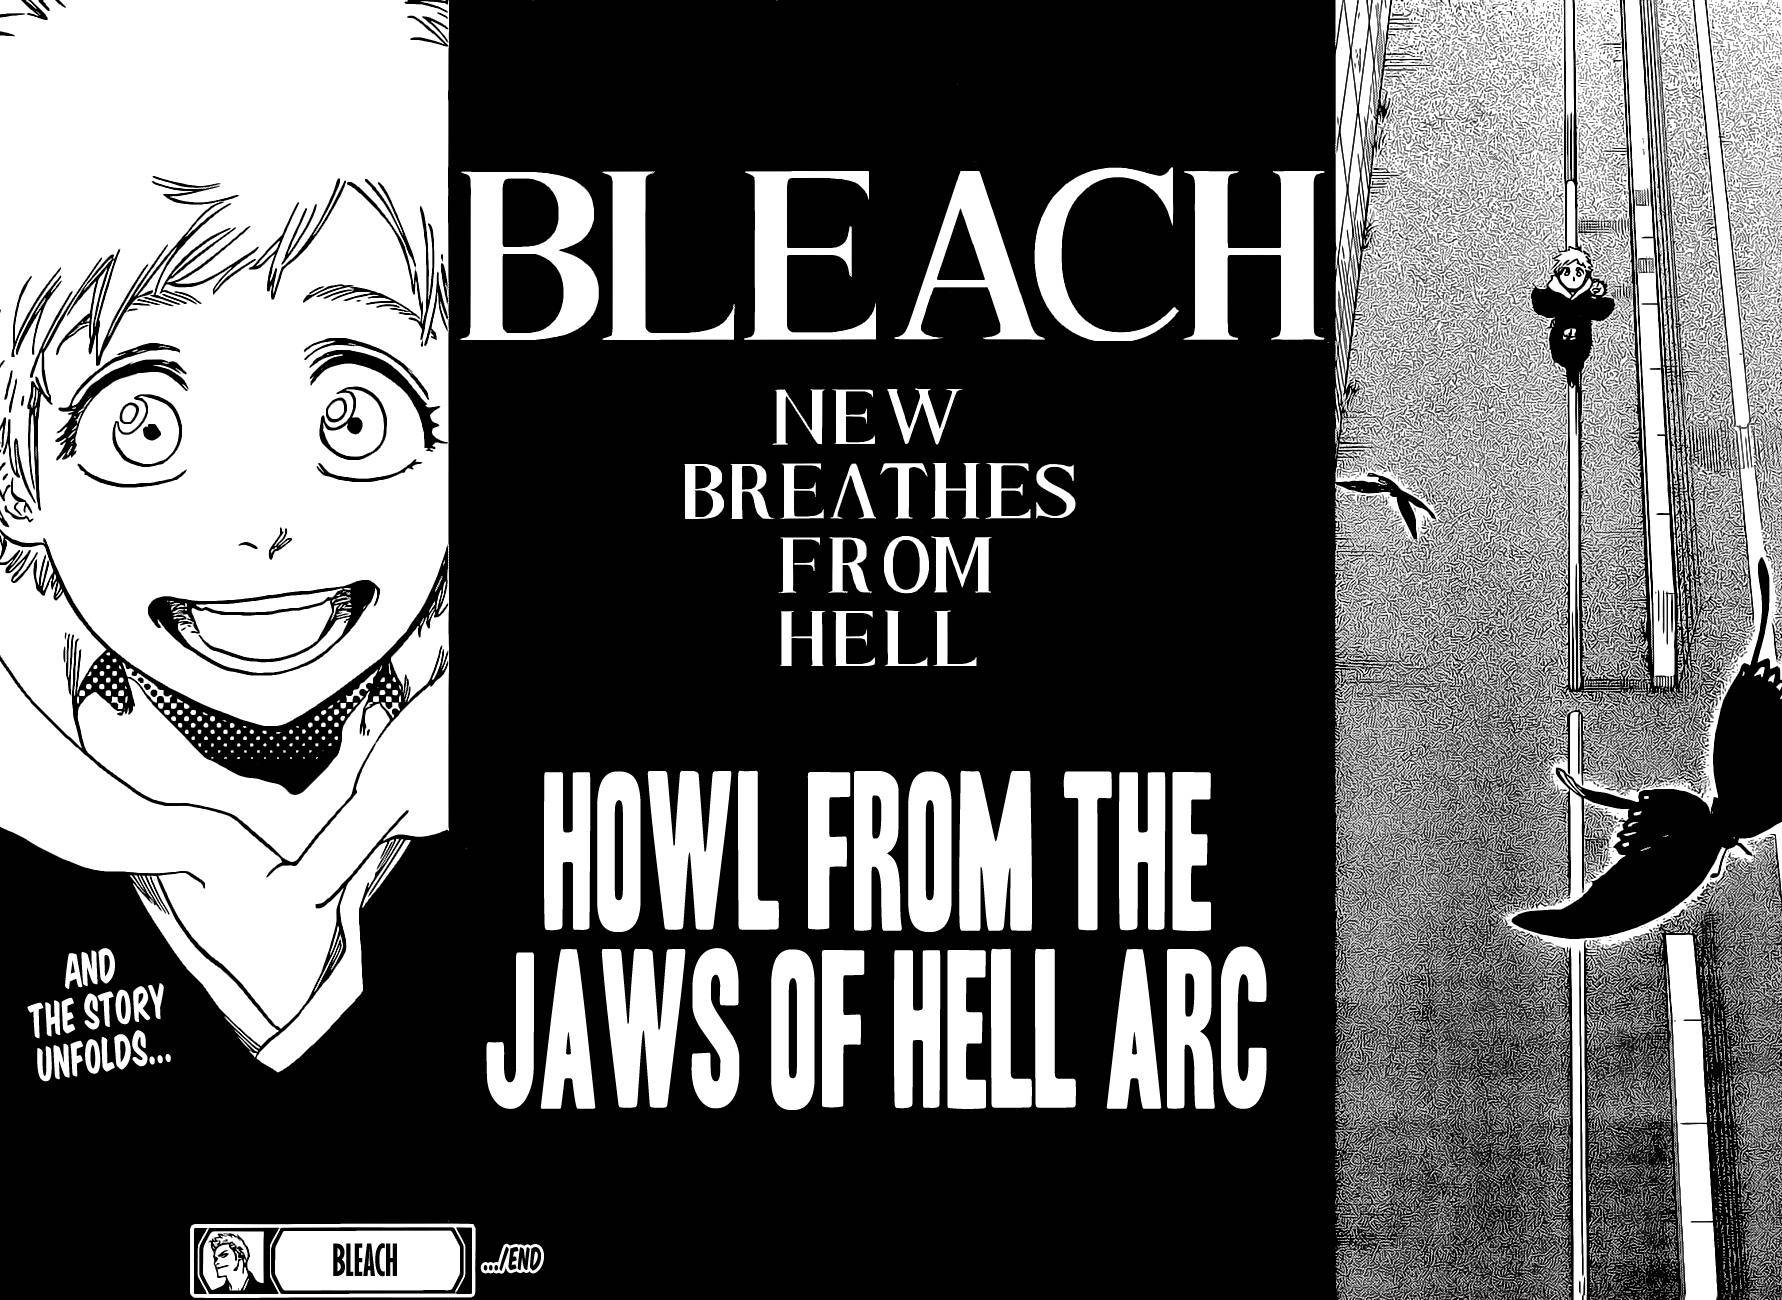 BLEACH
NEW
BREATHES
FROM
HELL
HOWL FROM THE
JAWS OF HELL ARC
AND
THE STORY
UNFOLDS...
BLEACH
.../END